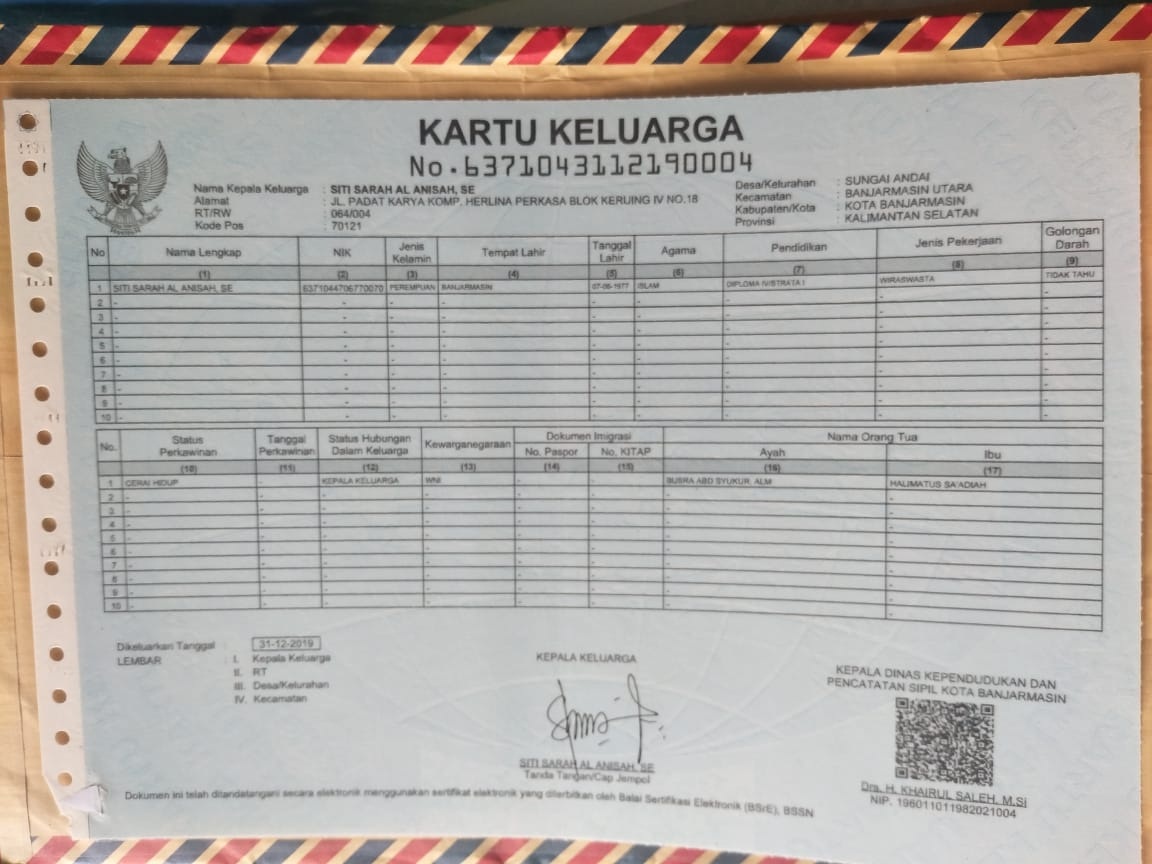 KARTU KELUARGA
No.6371043112190004
Nama Kepala Keluarga : SITI SARAH AL ANISAH, SE
Alamat : JL. PADAT KARYA KOMP. HERLINA PERKASA BLOK KERUING IV NO.18
RT/RW : 064/004
Kode Pos : 70121
Desa/Kelurahan : SUNGAI ANDAI
Kecamatan : BANJARMASIN UTARA
Kabupaten/Kota : KOTA BANJARMASIN
Provinsi : KALIMANTAN SELATAN
No Nama Lengkap NIK Jenis Kelamin Tempat Lahir Tanggal Lahir Agama Pendidikan Jenis Pekerjaan Golongan Darah
(1) (2) (3) (4) (5) (6) (7) (8) (9)
1 SITI SARAH AL ANISAH, SE 6371044706770070 PEREMPUAN BANJARMASIN 07-06-1977 ISLAM DIPLOMA IV/STRATA I WIRASWASTA TIDAK TAHU
2 - - - - - - - - -
3 - - - - - - - - -
4 - - - - - - - - -
5 - - - - - - - - -
6 - - - - - - - - -
7 - - - - - - - - -
8 - - - - - - - - -
9 - - - - - - - - -
10 - - - - - - - - -
No. Status Perkawinan Tanggal Perkawinan Status Hubungan Dalam Keluarga Kewarganegaraan Dokumen Imigrasi Nama Orang Tua
No. Paspor No. KITAP Ayah Ibu
(10) (11) (12) (13) (14) (15) (16) (17)
1 CERAI HIDUP - KEPALA KELUARGA WNI - - BUSRA ABD SYUKUR, ALM HALIMATUS SA'ADIAH
2 - - - - - - - -
3 - - - - - - - -
4 - - - - - - - -
5 - - - - - - - -
6 - - - - - - - -
7 - - - - - - - -
8 - - - - - - - -
9 - - - - - - - -
10 - - - - - - - -
Dikeluarkan Tanggal : 31-12-2019
LEMBAR : I. Kepala Keluarga
II. RT
III. Desa/Kelurahan
IV. Kecamatan
KEPALA KELUARGA
SITI SARAH AL ANISAH, SE
Tanda Tangan/Cap Jempol
KEPALA DINAS KEPENDUDUKAN DAN
PENCATATAN SIPIL KOTA BANJARMASIN
Drs. H. KHAIRUL SALEH, M.Si
NIP. 196011011982021004
Dokumen ini telah ditandatangani secara elektronik menggunakan sertifikat elektronik yang diterbitkan oleh Balai Sertifikasi Elektronik (BSrE), BSSN